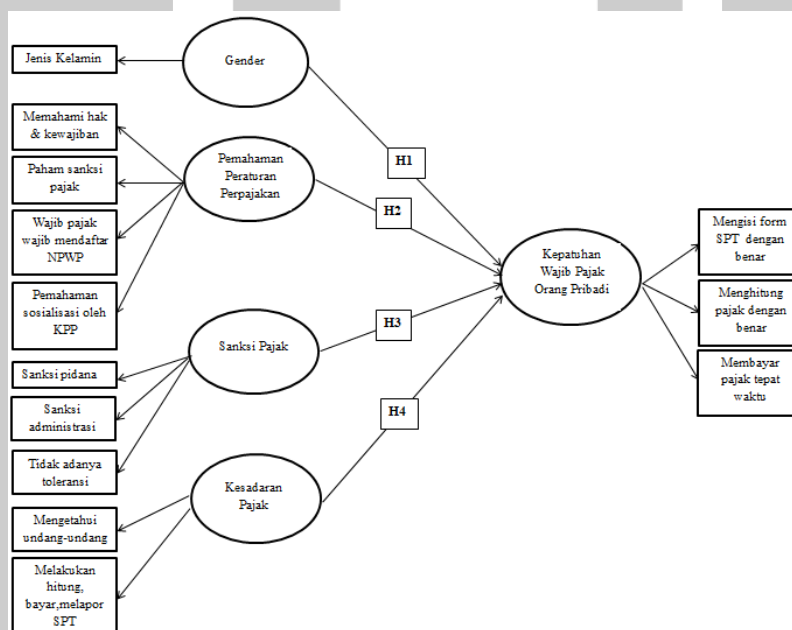 Jenis Kelamin
Gender
Memahami hak
& kewajiban
Paham sanksi
pajak
Wajib pajak
wajib mendaftar
NPWP
Pemahaman
sosialisasi oleh
KPP
Pemahaman
Peraturan
Perpajakan
Sanksi pidana
Sanksi
administrasi
Tidak adanya
toleransi
Sanksi Pajak
Mengetahui
undang-undang
Melakukan
hitung,
bayar,melapor
SPT
Kesadaran
Pajak
H1
H2
H3
H4
Kepatuhan
Wajib Pajak
Orang Pribadi
Mengisi form
SPT dengan
benar
Menghitung
pajak dengan
benar
Membayar
pajak tepat
waktu